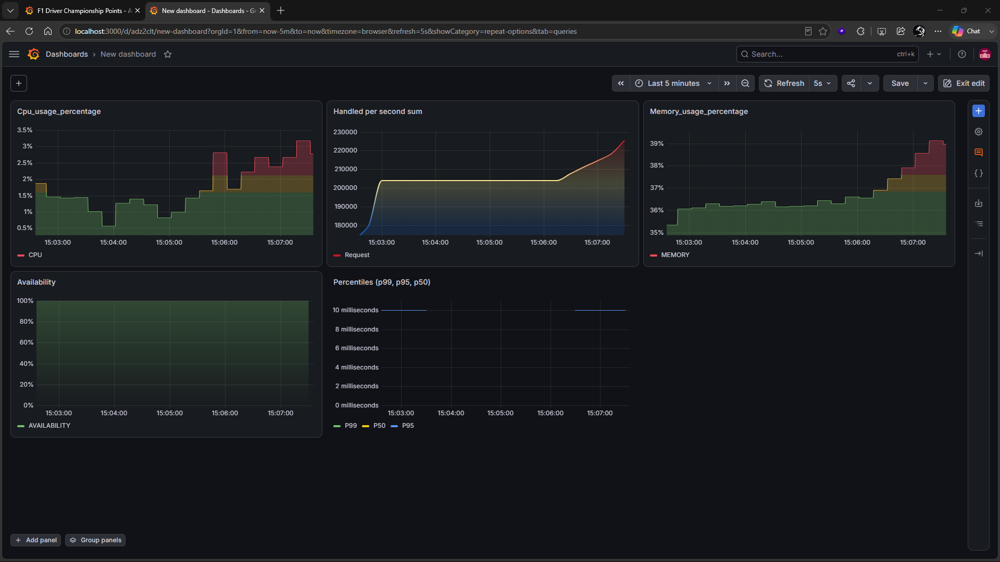 F1 Driver Championship Points - A
New dashboard - Dashboards - Gr
localhost:3000/d/adz2clt/new-dashboard?orgId=1&from=now-5m&to=now&timezone=browser&refresh=5s&showCategory=repeat-options&tab=queries
Chat
Dashboards › New dashboard
Search... ctrl+k
Last 5 minutes
Refresh 5s
Save
Exit edit
Cpu_usage_percentage
3.5%
3%
2.5%
2%
1.5%
1%
0.5%
15:03:00 15:04:00 15:05:00 15:06:00 15:07:00
CPU
Handled per second sum
230000
220000
210000
200000
190000
180000
15:03:00 15:04:00 15:05:00 15:06:00 15:07:00
Request
Memory_usage_percentage
39%
38%
37%
36%
35%
15:03:00 15:04:00 15:05:00 15:06:00 15:07:00
MEMORY
Availability
100%
80%
60%
40%
20%
0%
15:03:00 15:04:00 15:05:00 15:06:00 15:07:00
AVAILABILITY
Percentiles (p99, p95, p50)
10 milliseconds
8 milliseconds
6 milliseconds
4 milliseconds
2 milliseconds
0 milliseconds
15:03:00 15:04:00 15:05:00 15:06:00 15:07:00
P99 P50 P95
Add panel
Group panels